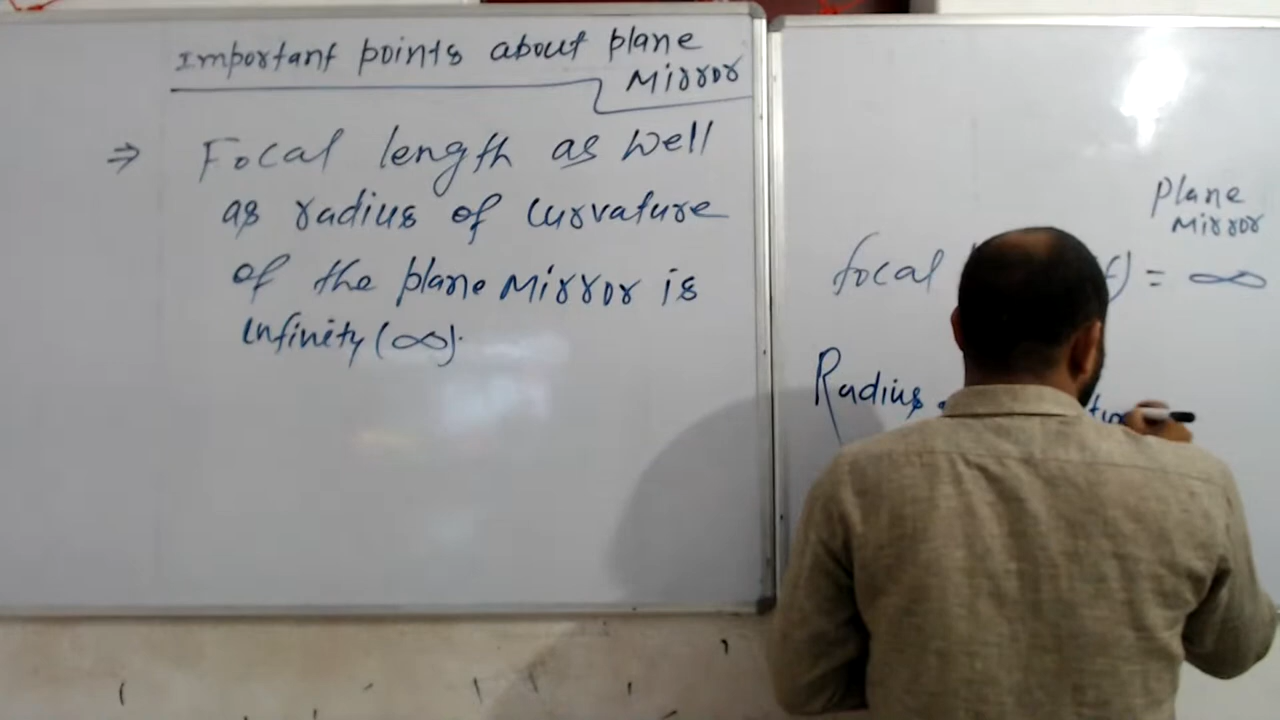 Important points about plane
Mirror
⇒ Focal length as well
as radius of curvature
of the plane Mirror is
infinity (∞).
Plane
Mirror
focal f) = ∞
Radius